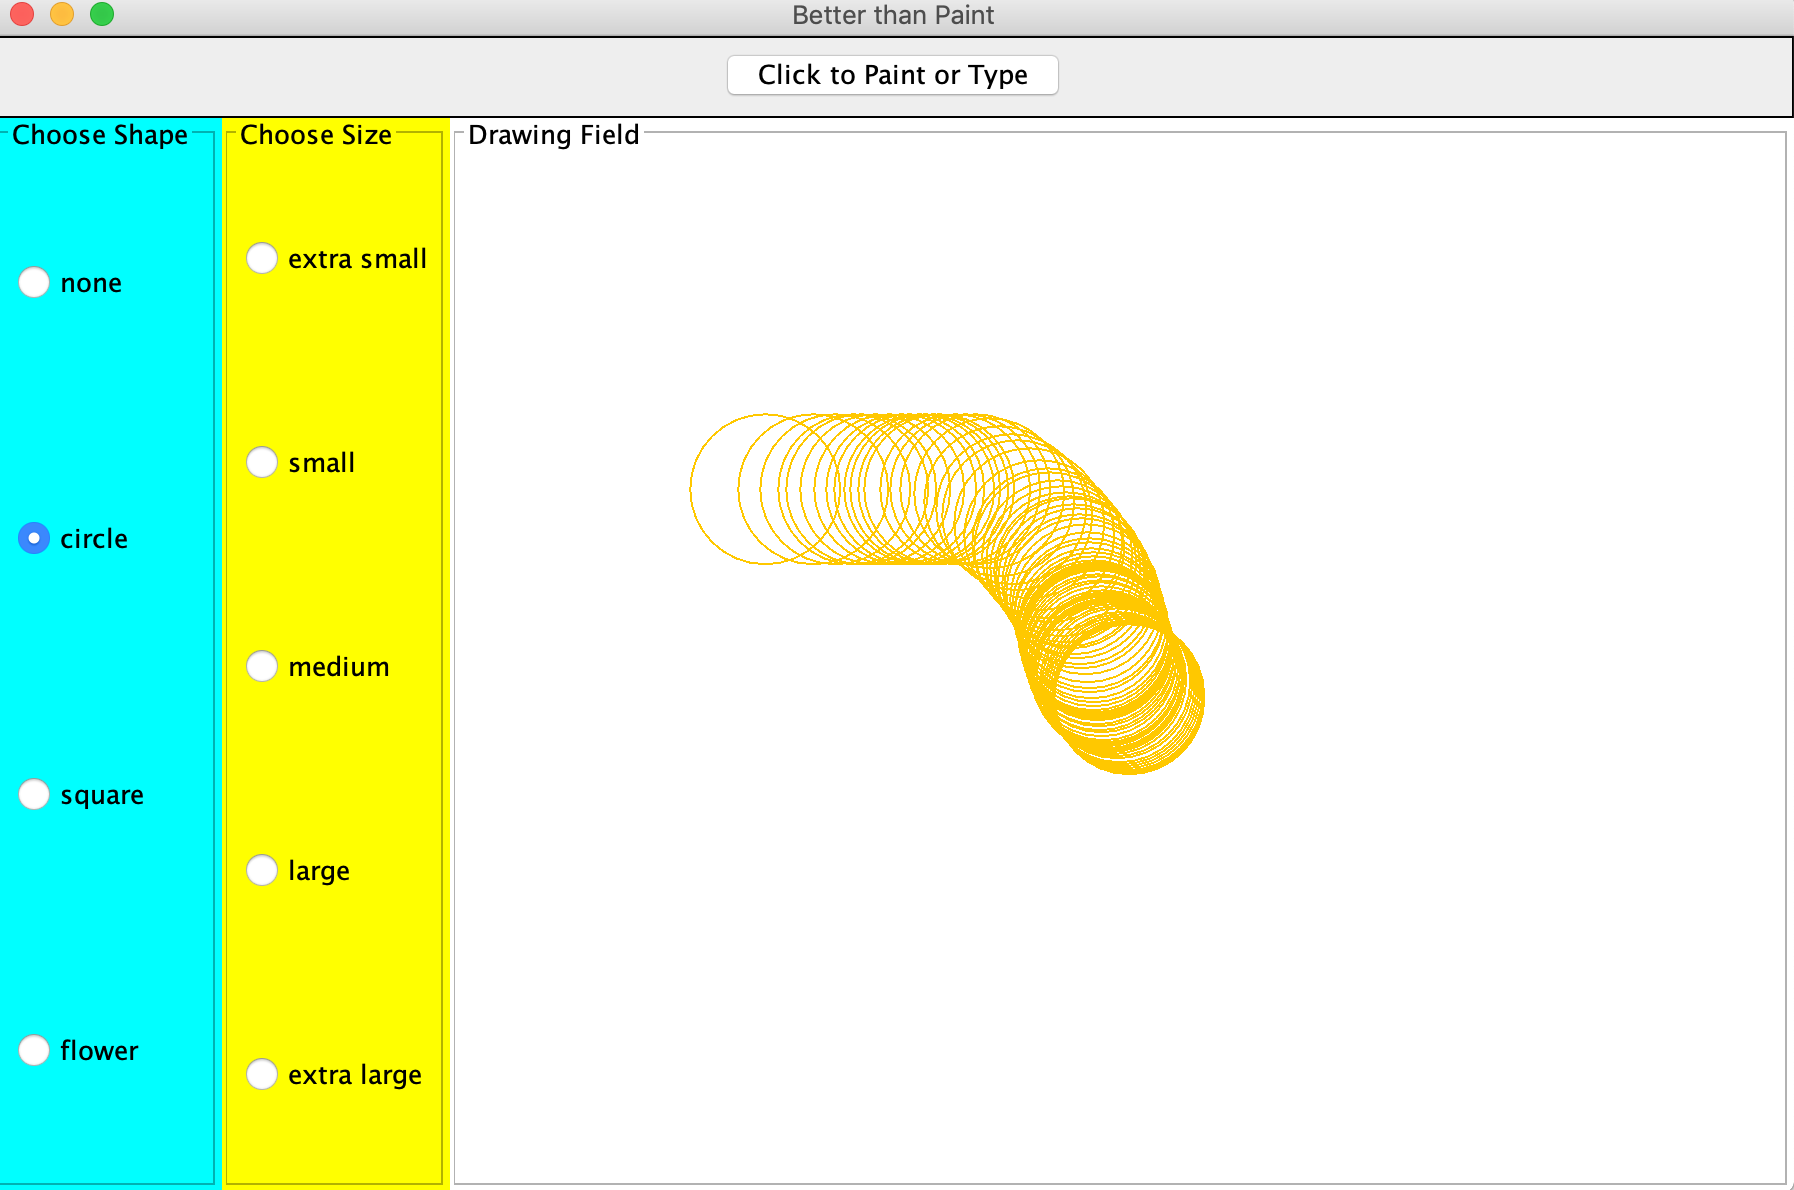 Better than Paint
Click to Paint or Type
Choose Shape
none
circle
square
flower
Choose Size
extra small
small
medium
large
extra large
Drawing Field